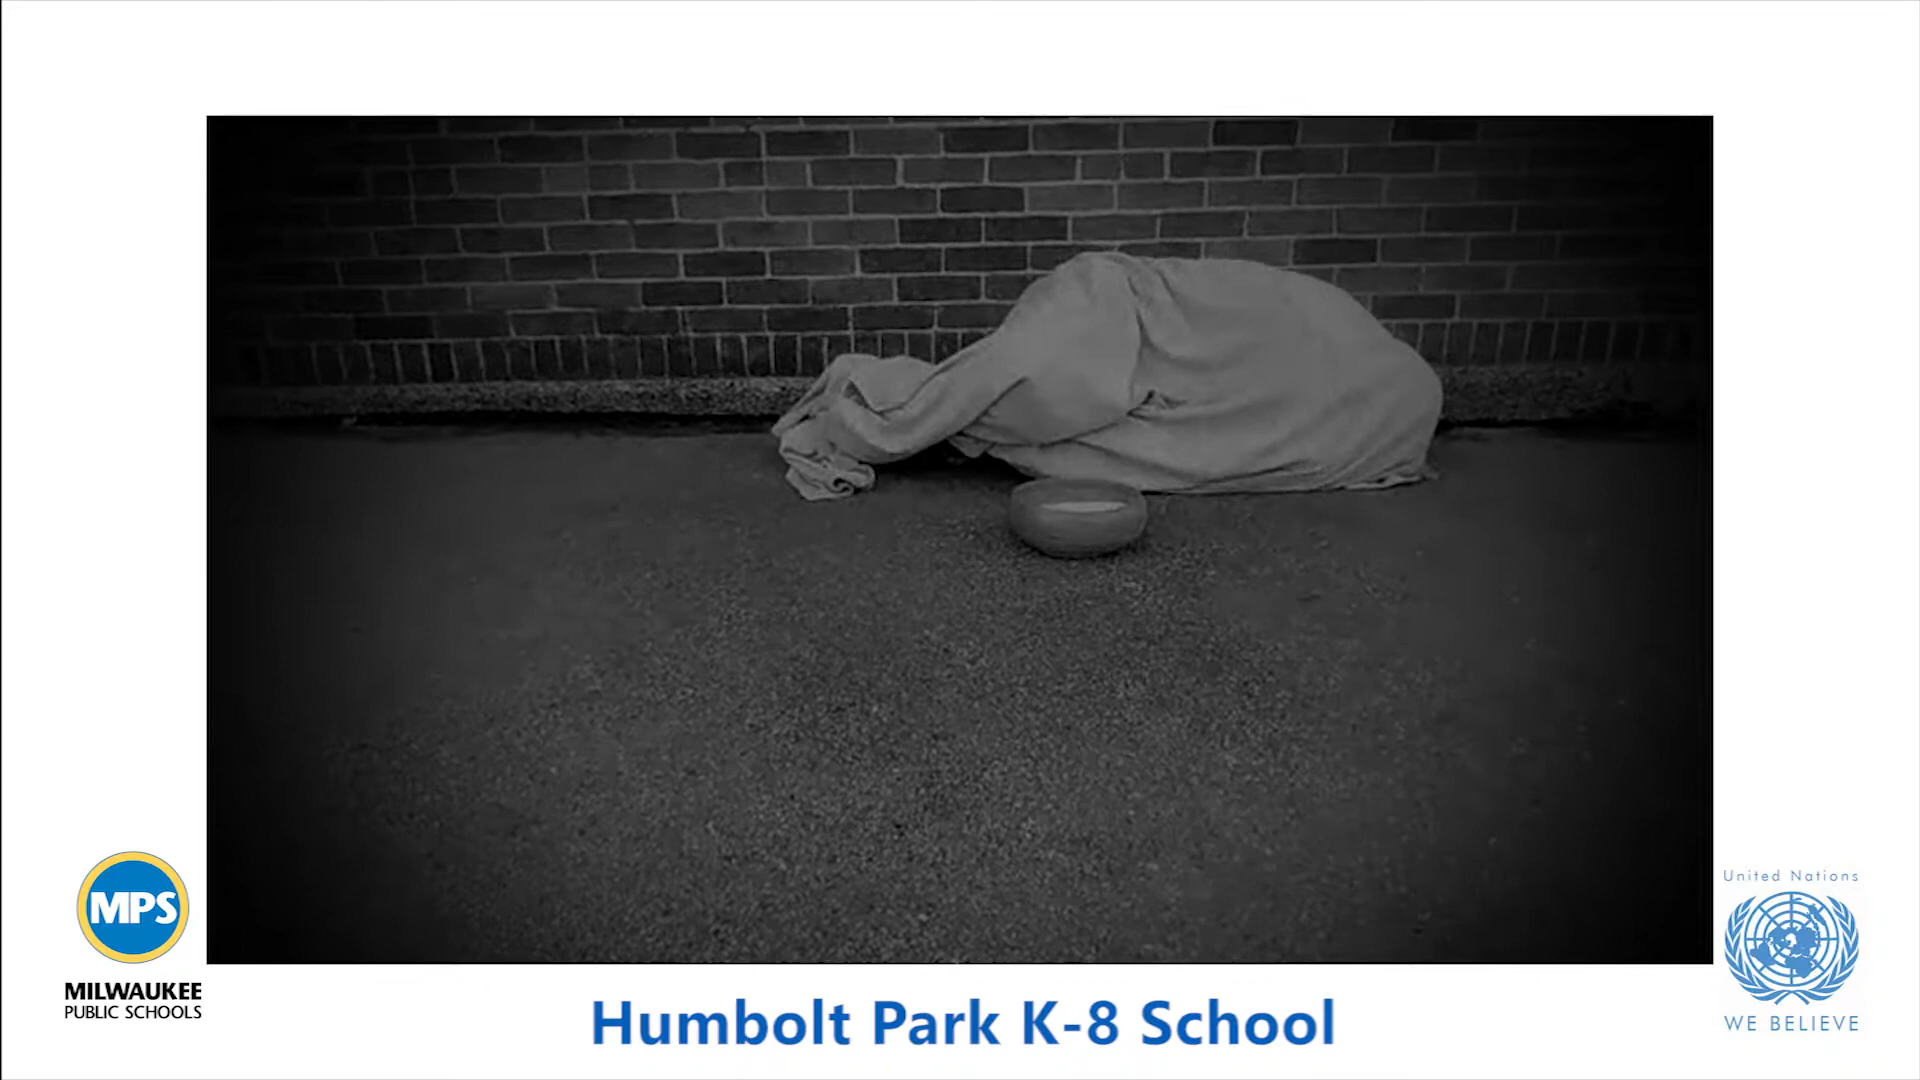 MPS
MILWAUKEE
PUBLIC SCHOOLS
Humbolt Park K-8 School
United Nations
WE BELIEVE